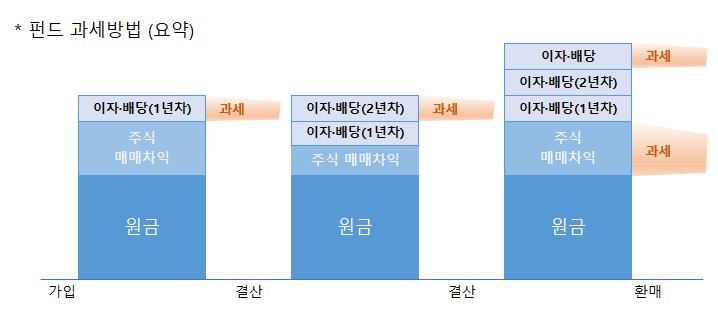 * 펀드 과세방법 (요약)
이자·배당(1년차)
과세
주식
매매차익
원금
이자·배당(2년차)
과세
이자·배당(1년차)
주식 매매차익
원금
이자·배당
과세
이자·배당(2년차)
이자·배당(1년차)
주식
매매차익
과세
원금
가입
결산
결산
환매